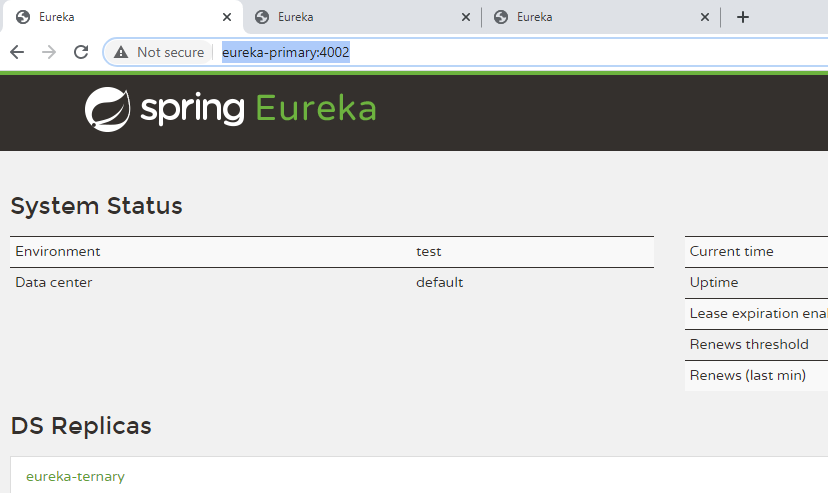 Eureka
Eureka
Eureka
Not secure
eureka-primary:4002
spring Eureka
System Status
Environment test
Data center default
Current time
Uptime
Lease expiration ena
Renews threshold
Renews (last min)
DS Replicas
eureka-ternary